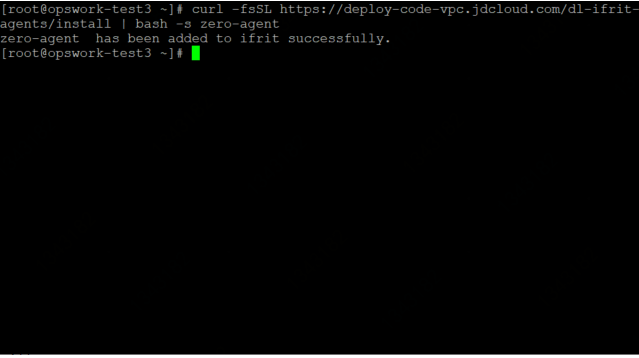 [root@opswork-test3 ~]# curl -fsSL https://deploy-code-vpc.jdcloud.com/dl-ifrit-
agents/install | bash -s zero-agent
zero-agent  has been added to ifrit successfully.
[root@opswork-test3 ~]#